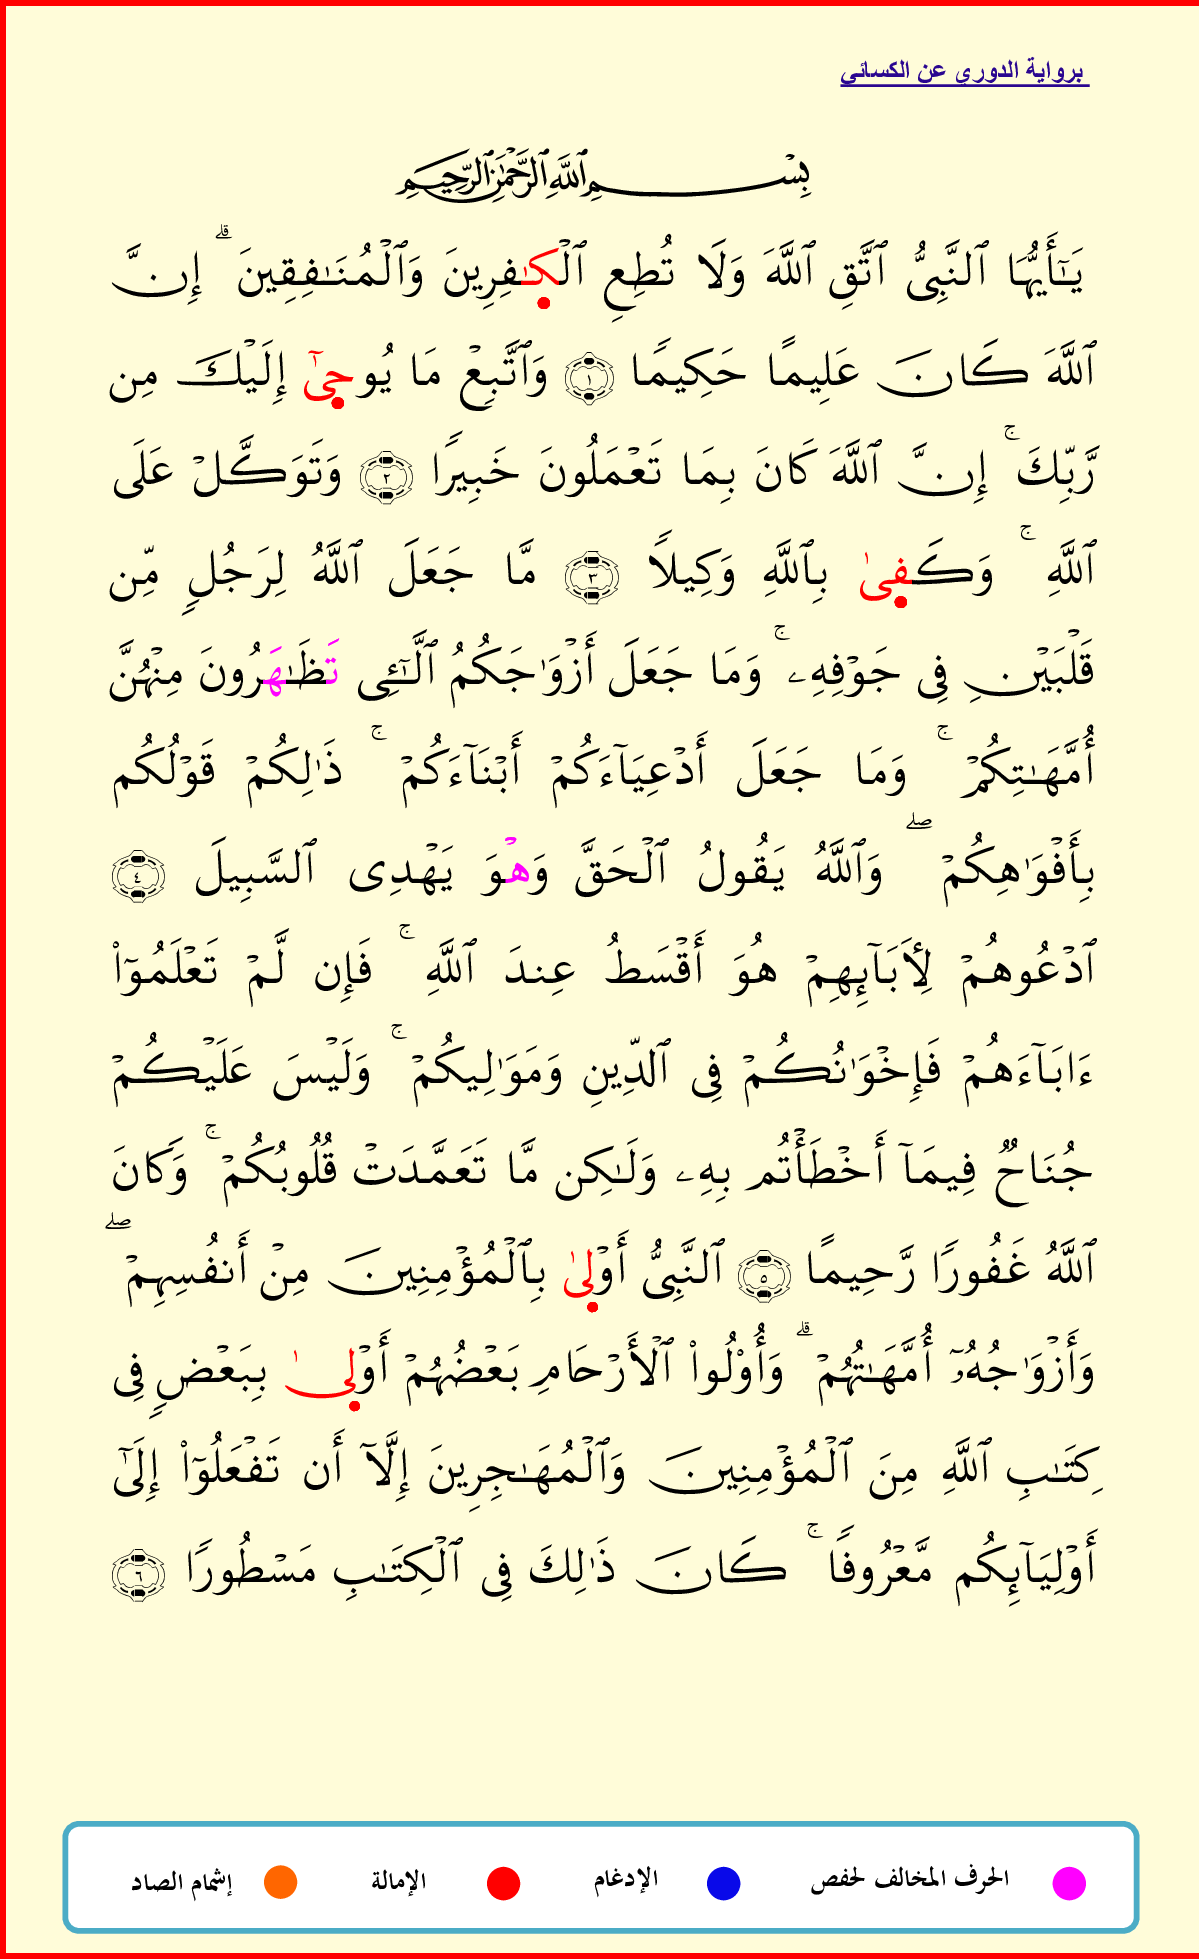 برواية الدوري عن الكسائي
بِسْمِ ٱللَّهِ ٱلرَّحْمَٰنِ ٱلرَّحِيمِ
يَـٰٓأَيُّهَا ٱلنَّبِىُّ ٱتَّقِ ٱللَّهَ وَلَا تُطِعِ ٱلْكَـٰفِرِينَ وَٱلْمُنَـٰفِقِينَ ۗ إِنَّ
ٱللَّهَ كَانَ عَلِيمًا حَكِيمًا ١ وَٱتَّبِعْ مَا يُوحِىٰٓ إِلَيْكَ مِن
رَّبِّكَ ۚ إِنَّ ٱللَّهَ كَانَ بِمَا تَعْمَلُونَ خَبِيرًا ٢ وَتَوَكَّلْ عَلَى
ٱللَّهِ ۚ وَكَفِىٰ بِٱللَّهِ وَكِيلًا ٣ مَّا جَعَلَ ٱللَّهُ لِرَجُلٍ مِّن
قَلْبَيْنِ فِى جَوْفِهِۦ ۚ وَمَا جَعَلَ أَزْوَٰجَكُمُ ٱلَّـٰٓـِٔى تَظَـٰهَرُونَ مِنْهُنَّ
أُمَّهَـٰتِكُمْ ۚ وَمَا جَعَلَ أَدْعِيَآءَكُمْ أَبْنَآءَكُمْ ۚ ذَٰلِكُمْ قَوْلُكُم
بِأَفْوَٰهِكُمْ ۖ وَٱللَّهُ يَقُولُ ٱلْحَقَّ وَهْوَ يَهْدِى ٱلسَّبِيلَ ٤
ٱدْعُوهُمْ لِـَٔابَآئِهِمْ هُوَ أَقْسَطُ عِندَ ٱللَّهِ ۚ فَإِن لَّمْ تَعْلَمُوٓا۟
ءَابَآءَهُمْ فَإِخْوَٰنُكُمْ فِى ٱلدِّينِ وَمَوَٰلِيكُمْ ۚ وَلَيْسَ عَلَيْكُمْ
جُنَاحٌ فِيمَآ أَخْطَأْتُم بِهِۦ وَلَـٰكِن مَّا تَعَمَّدَتْ قُلُوبُكُمْ ۚ وَكَانَ
ٱللَّهُ غَفُورًا رَّحِيمًا ٥ ٱلنَّبِىُّ أَوْلِىٰ بِٱلْمُؤْمِنِينَ مِنْ أَنفُسِهِمْ ۖ
وَأَزْوَٰجُهُۥٓ أُمَّهَـٰتُهُمْ ۗ وَأُو۟لُوا۟ ٱلْأَرْحَامِ بَعْضُهُمْ أَوْلِىٰ بِبَعْضٍ فِى
كِتَـٰبِ ٱللَّهِ مِنَ ٱلْمُؤْمِنِينَ وَٱلْمُهَـٰجِرِينَ إِلَّآ أَن تَفْعَلُوٓا۟ إِلَىٰٓ
أَوْلِيَآئِكُم مَّعْرُوفًا ۚ كَانَ ذَٰلِكَ فِى ٱلْكِتَـٰبِ مَسْطُورًا ٦
الحرف المخالف لحفص الإدغام الإمالة إشمام الصاد